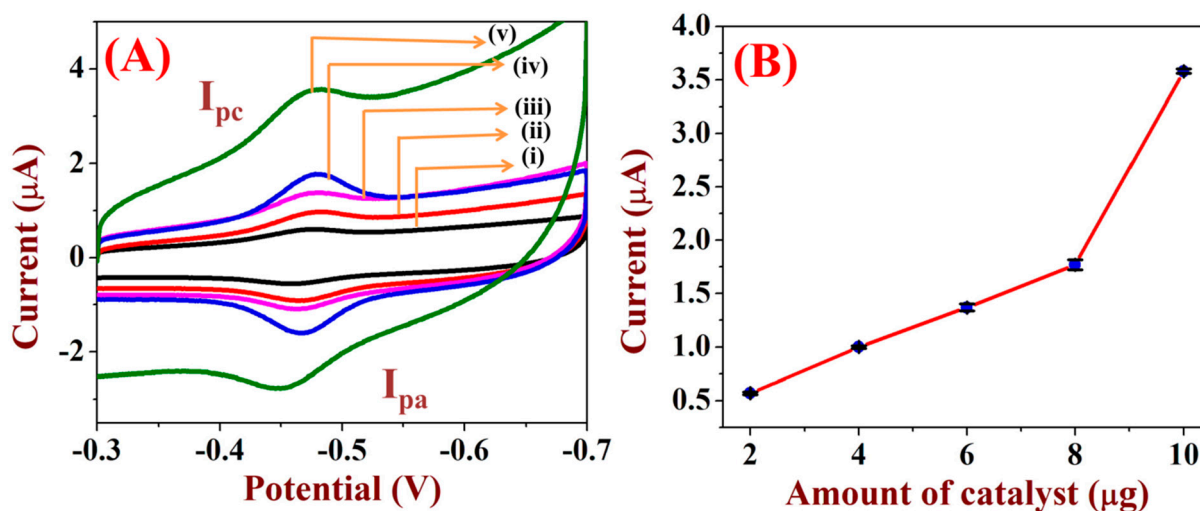 (A)
I_pc
I_pa
(v)
(iv)
(iii)
(ii)
(i)
4
2
0
-2
Current (μA)
-0.3 -0.4 -0.5 -0.6 -0.7
Potential (V)
(B)
4.0
3.5
3.0
2.5
2.0
1.5
1.0
0.5
Current (μA)
2 4 6 8 10
Amount of catalyst (μg)